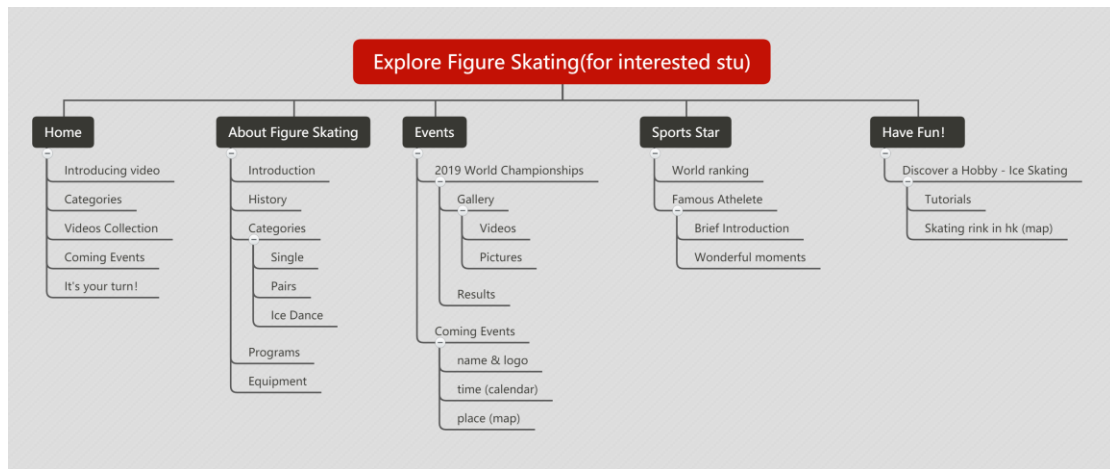 Explore Figure Skating(for interested stu)
Home
Introducing video
Categories
Videos Collection
Coming Events
It's your turn!
About Figure Skating
Introduction
History
Categories
Single
Pairs
Ice Dance
Programs
Equipment
Events
2019 World Championships
Gallery
Videos
Pictures
Results
Coming Events
name & logo
time (calendar)
place (map)
Sports Star
World ranking
Famous Athelete
Brief Introduction
Wonderful moments
Have Fun!
Discover a Hobby - Ice Skating
Tutorials
Skating rink in hk (map)